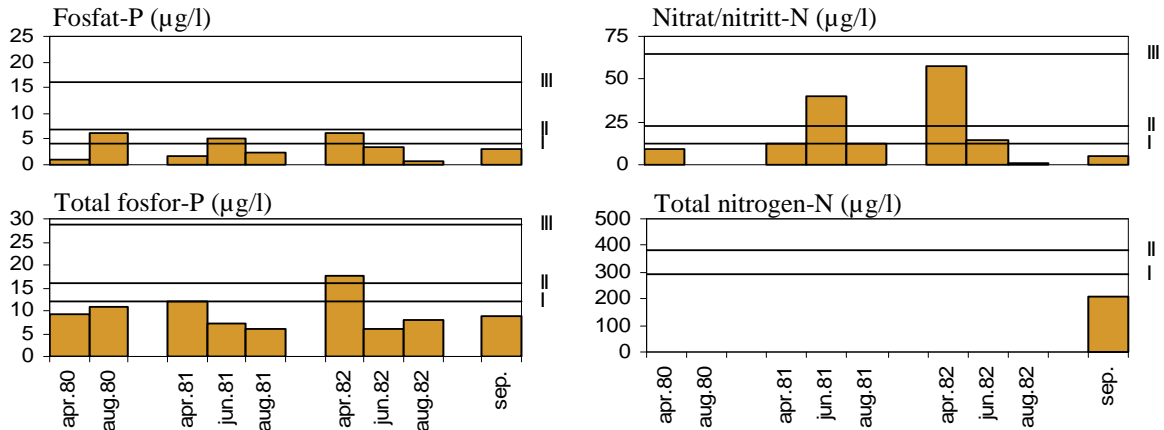 Fosfat-P (µg/l)
25
20
15
10
5
0
III
II
I
Nitrat/nitritt-N (µg/l)
75
50
25
0
III
II
I
Total fosfor-P (µg/l)
30
25
20
15
10
5
0
III
II
I
apr.80
aug.80
apr.81
jun.81
aug.81
apr.82
jun.82
aug.82
sep.
Total nitrogen-N (µg/l)
500
400
300
200
100
0
II
I
apr.80
aug.80
apr.81
jun.81
aug.81
apr.82
jun.82
aug.82
sep.